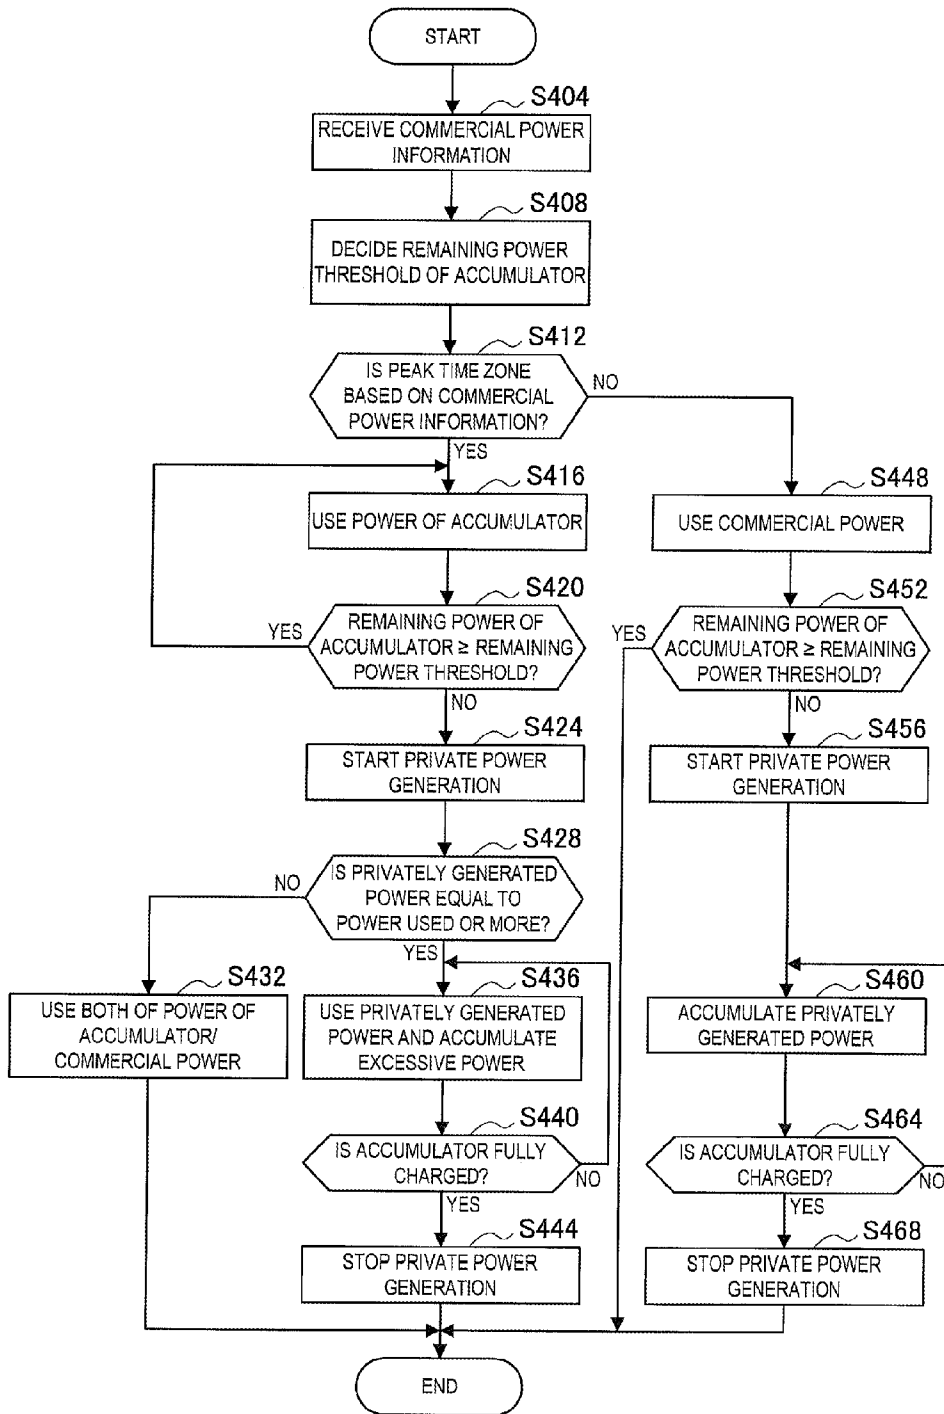 START
S404
RECEIVE COMMERCIAL POWER
INFORMATION
S408
DECIDE REMAINING POWER
THRESHOLD OF ACCUMULATOR
S412
IS PEAK TIME ZONE
BASED ON COMMERCIAL
POWER INFORMATION?
NO
YES
S416
USE POWER OF ACCUMULATOR
S448
USE COMMERCIAL POWER
S420
REMAINING POWER OF
ACCUMULATOR ≥ REMAINING
POWER THRESHOLD?
YES
NO
S452
REMAINING POWER OF
ACCUMULATOR ≥ REMAINING
POWER THRESHOLD?
YES
NO
S424
START PRIVATE POWER
GENERATION
S456
START PRIVATE POWER
GENERATION
S428
IS PRIVATELY GENERATED
POWER EQUAL TO
POWER USED OR MORE?
NO
YES
S432
USE BOTH OF POWER OF
ACCUMULATOR/
COMMERCIAL POWER
S436
USE PRIVATELY GENERATED
POWER AND ACCUMULATE
EXCESSIVE POWER
S460
ACCUMULATE PRIVATELY
GENERATED POWER
S440
IS ACCUMULATOR FULLY
CHARGED?
NO
YES
S464
IS ACCUMULATOR FULLY
CHARGED?
NO
YES
S444
STOP PRIVATE POWER
GENERATION
S468
STOP PRIVATE POWER
GENERATION
END